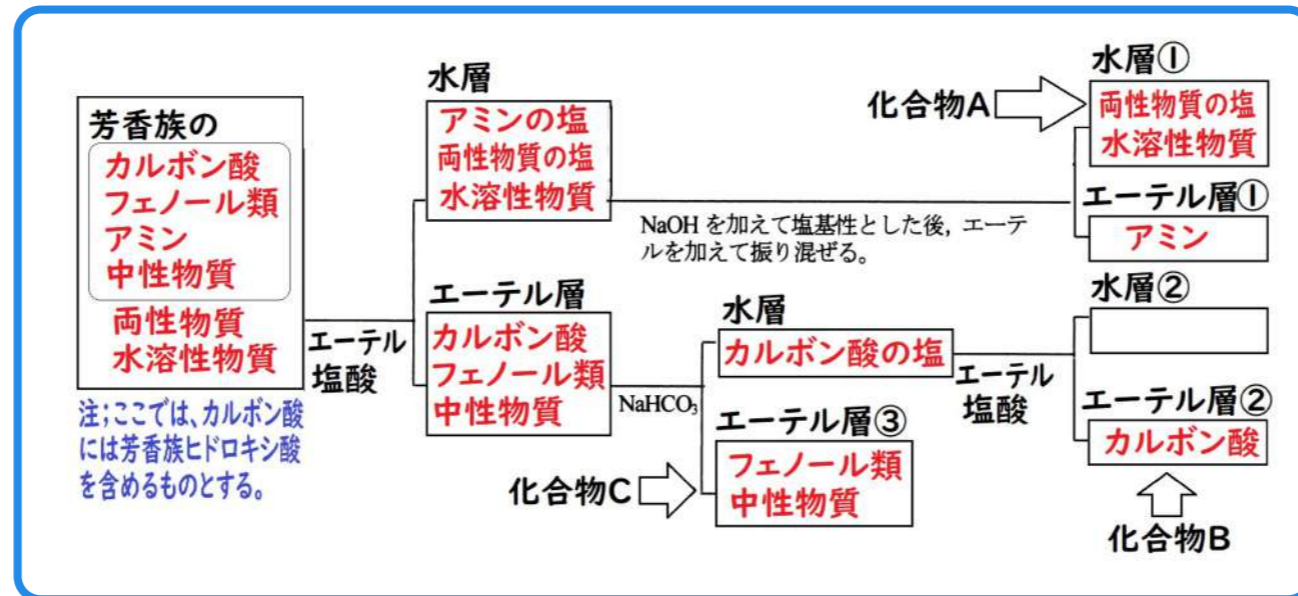 芳香族の
カルボン酸
フェノール類
アミン
中性物質
両性物質
水溶性物質
注;ここでは、カルボン酸
には芳香族ヒドロキシ酸
を含めるものとする。
エーテル
塩酸
水層
アミンの塩
両性物質の塩
水溶性物質
エーテル層
カルボン酸
フェノール類
中性物質
NaOH を加えて塩基性とした後, エーテ
ルを加えて振り混ぜる。
化合物A
水層①
両性物質の塩
水溶性物質
エーテル層①
アミン
NaHCO₃
水層
カルボン酸の塩
エーテル層③
フェノール類
中性物質
化合物C
エーテル
塩酸
水層②
エーテル層②
カルボン酸
化合物B